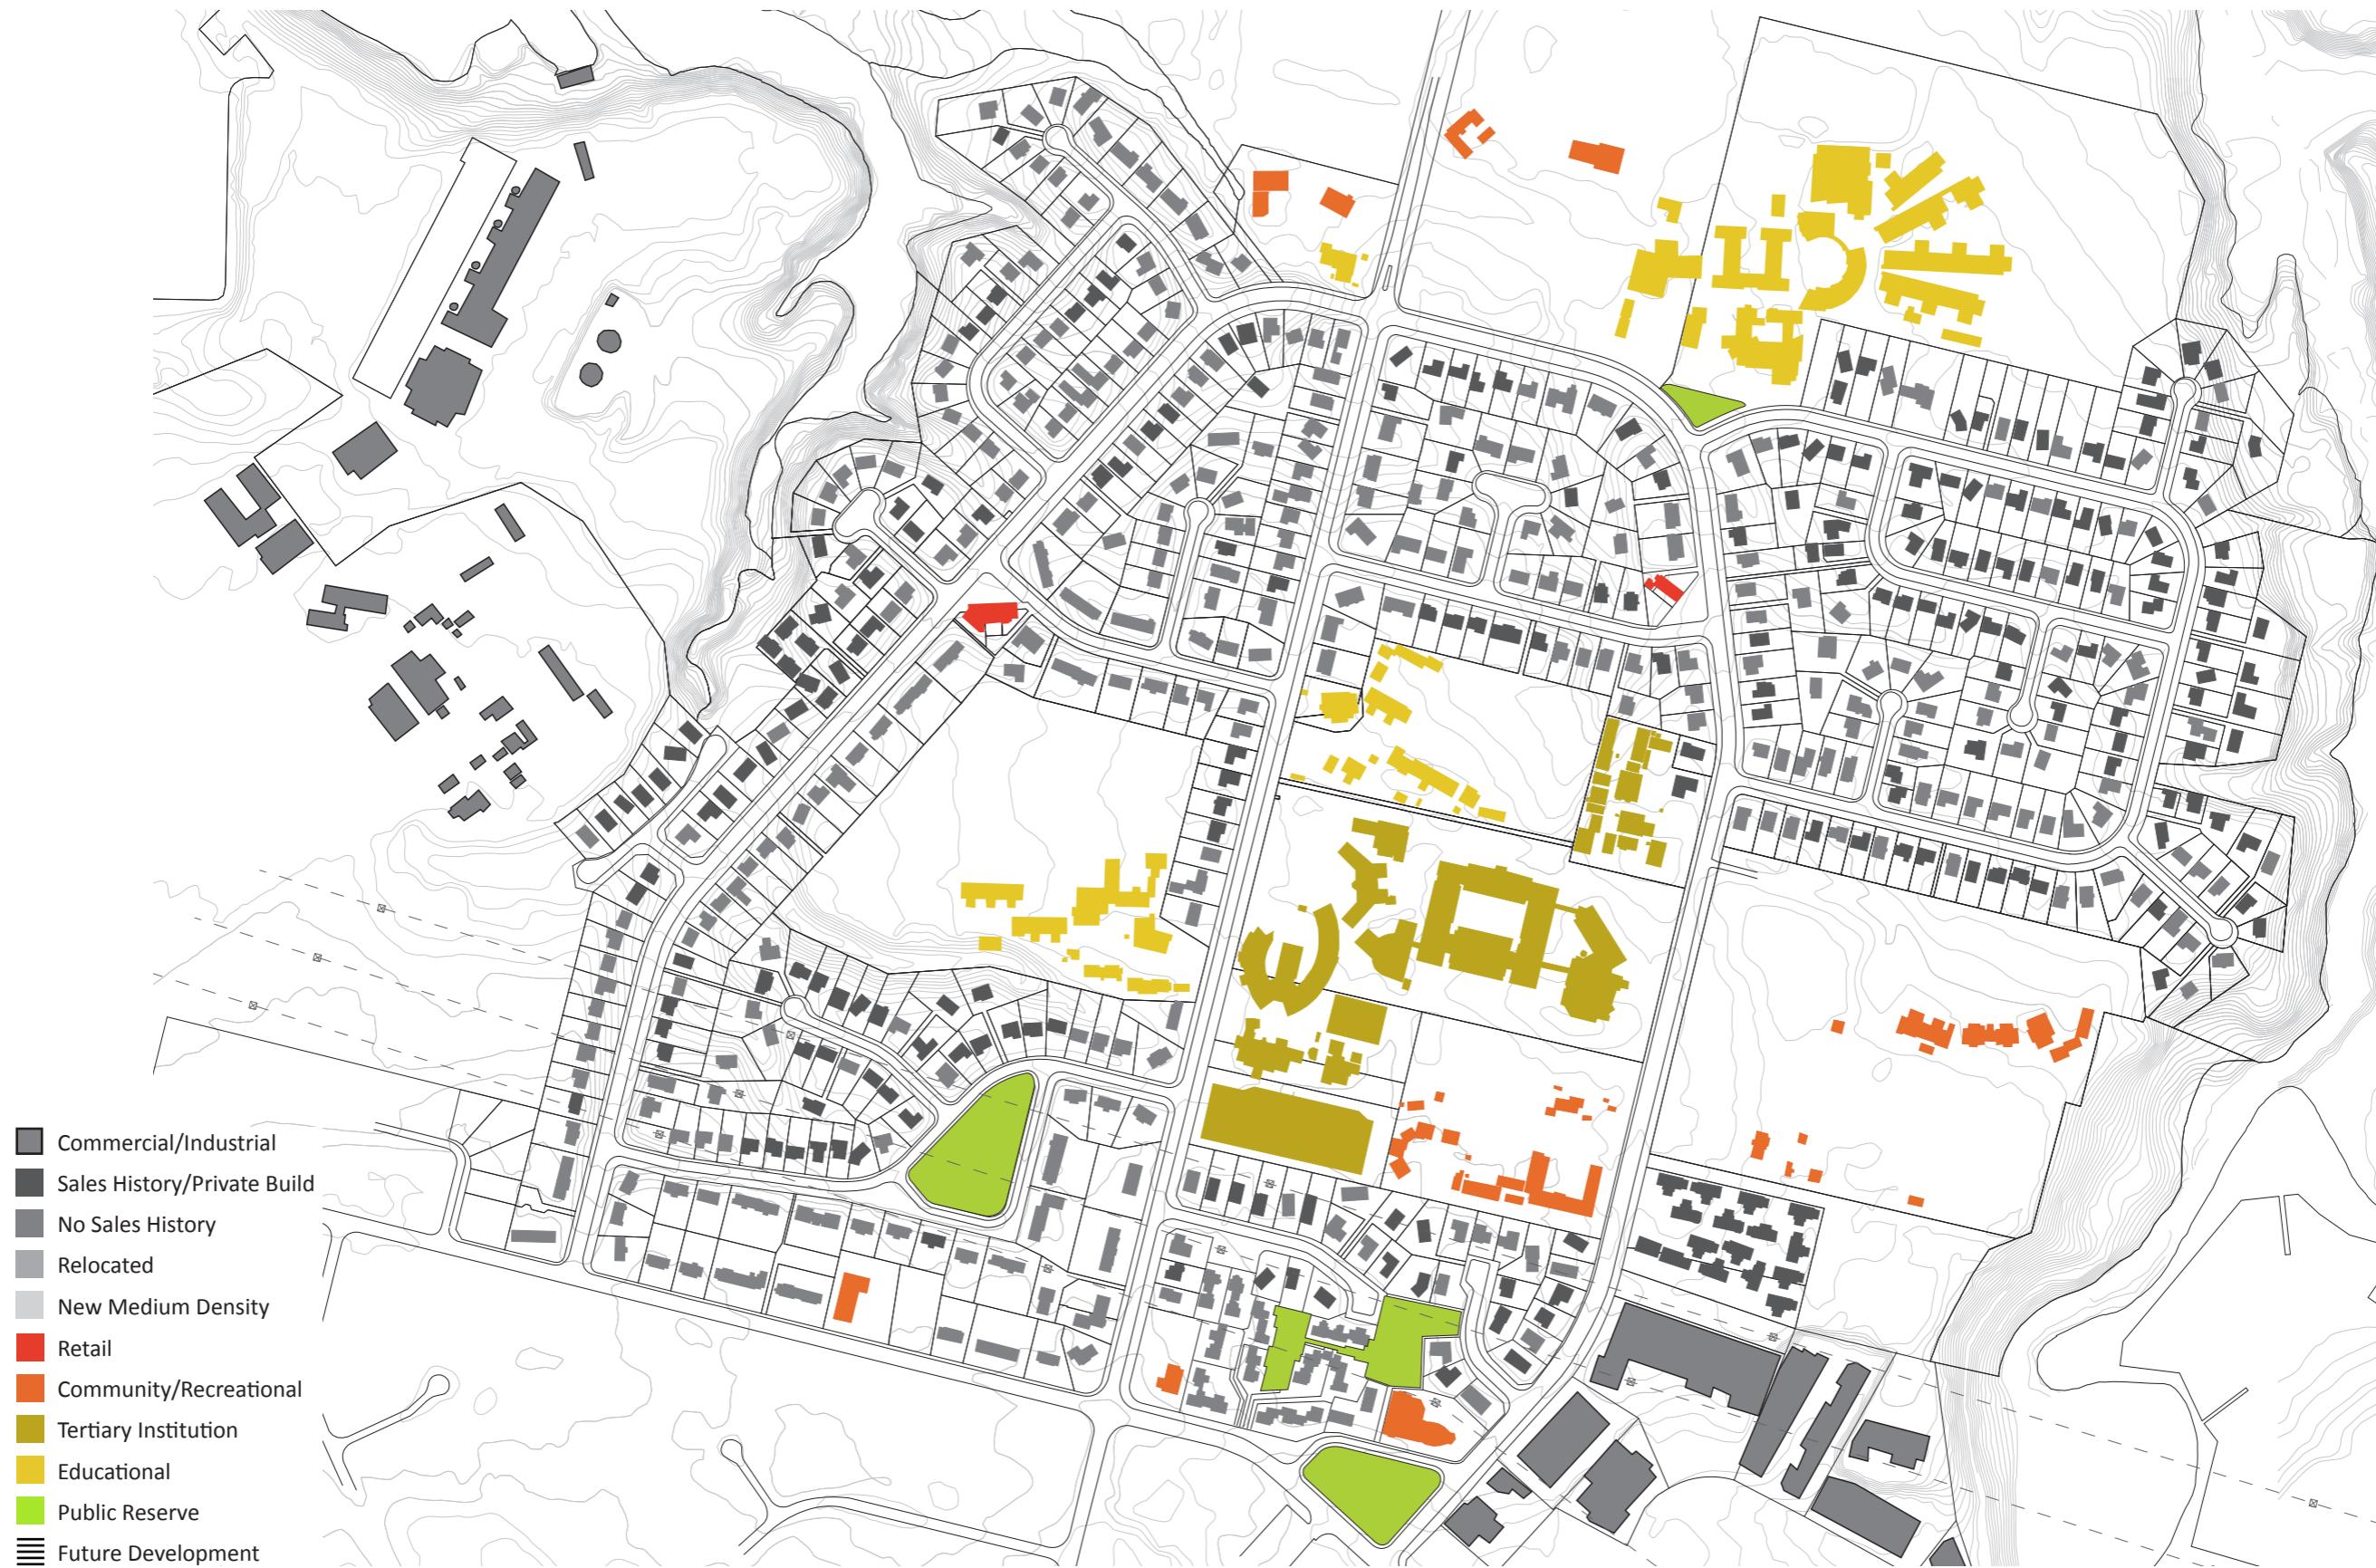 Commercial/Industrial
Sales History/Private Build
No Sales History
Relocated
New Medium Density
Retail
Community/Recreational
Tertiary Institution
Educational
Public Reserve
Future Development